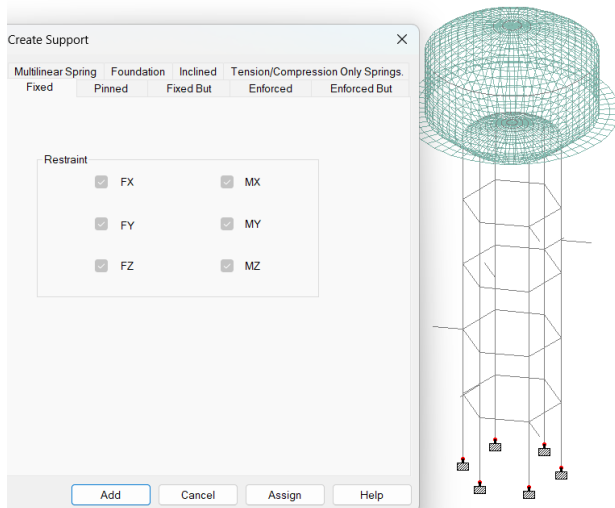 Create Support
Multilinear Spring Foundation Inclined Tension/Compression Only Springs.
Fixed Pinned Fixed But Enforced Enforced But
Restraint
FX MX
FY MY
FZ MZ
Add Cancel Assign Help